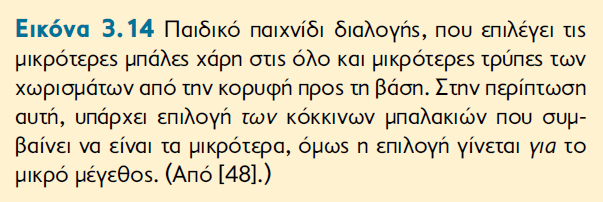 Εικόνα 3.14 Παιδικό παιχνίδι διαλογής, που επιλέγει τις
μικρότερες μπάλες χάρη στις όλο και μικρότερες τρύπες των
χωρισμάτων από την κορυφή προς τη βάση. Στην περίπτωση
αυτή, υπάρχει επιλογή των κόκκινων μπαλακιών που συμ-
βαίνει να είναι τα μικρότερα, όμως η επιλογή γίνεται για το
μικρό μέγεθος. (Από [48].)